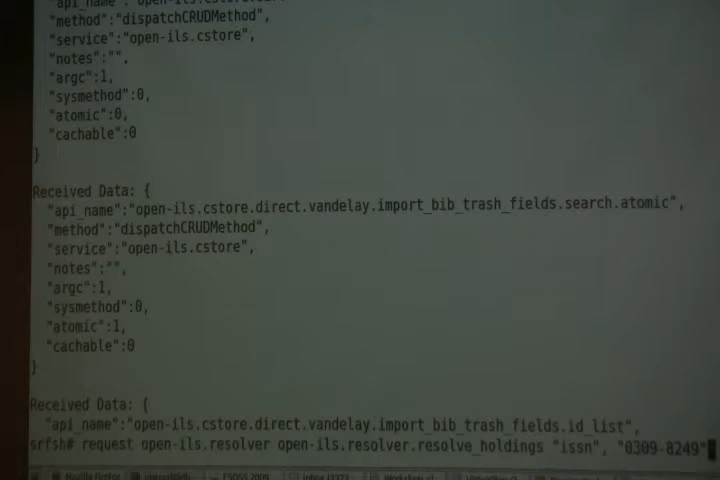 "method":"dispatchCRUDMethod",
"service":"open-ils.cstore",
"notes":"",
"argc":1,
"sysmethod":0,
"atomic":0,
"cachable":0
}
Received Data: {
"api_name":"open-ils.cstore.direct.vandelay.import_bib_trash_fields.search.atomic",
"method":"dispatchCRUDMethod",
"service":"open-ils.cstore",
"notes":"",
"argc":1,
"sysmethod":0,
"atomic":1,
"cachable":0
}
Received Data: {
"api_name":"open-ils.cstore.direct.vandelay.import_bib_trash_fields.id_list",
srfsh# request open-ils.resolver open-ils.resolver.resolve_holdings "issn", "0309-8249"
Mozilla Firefox